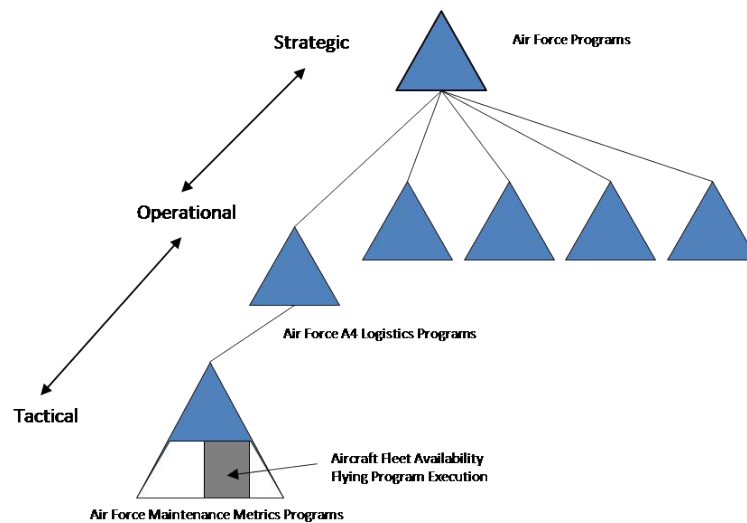 Strategic
Air Force Programs
Operational
Air Force A4 Logistics Programs
Tactical
Aircraft Fleet Availability
Flying Program Execution
Air Force Maintenance Metrics Programs